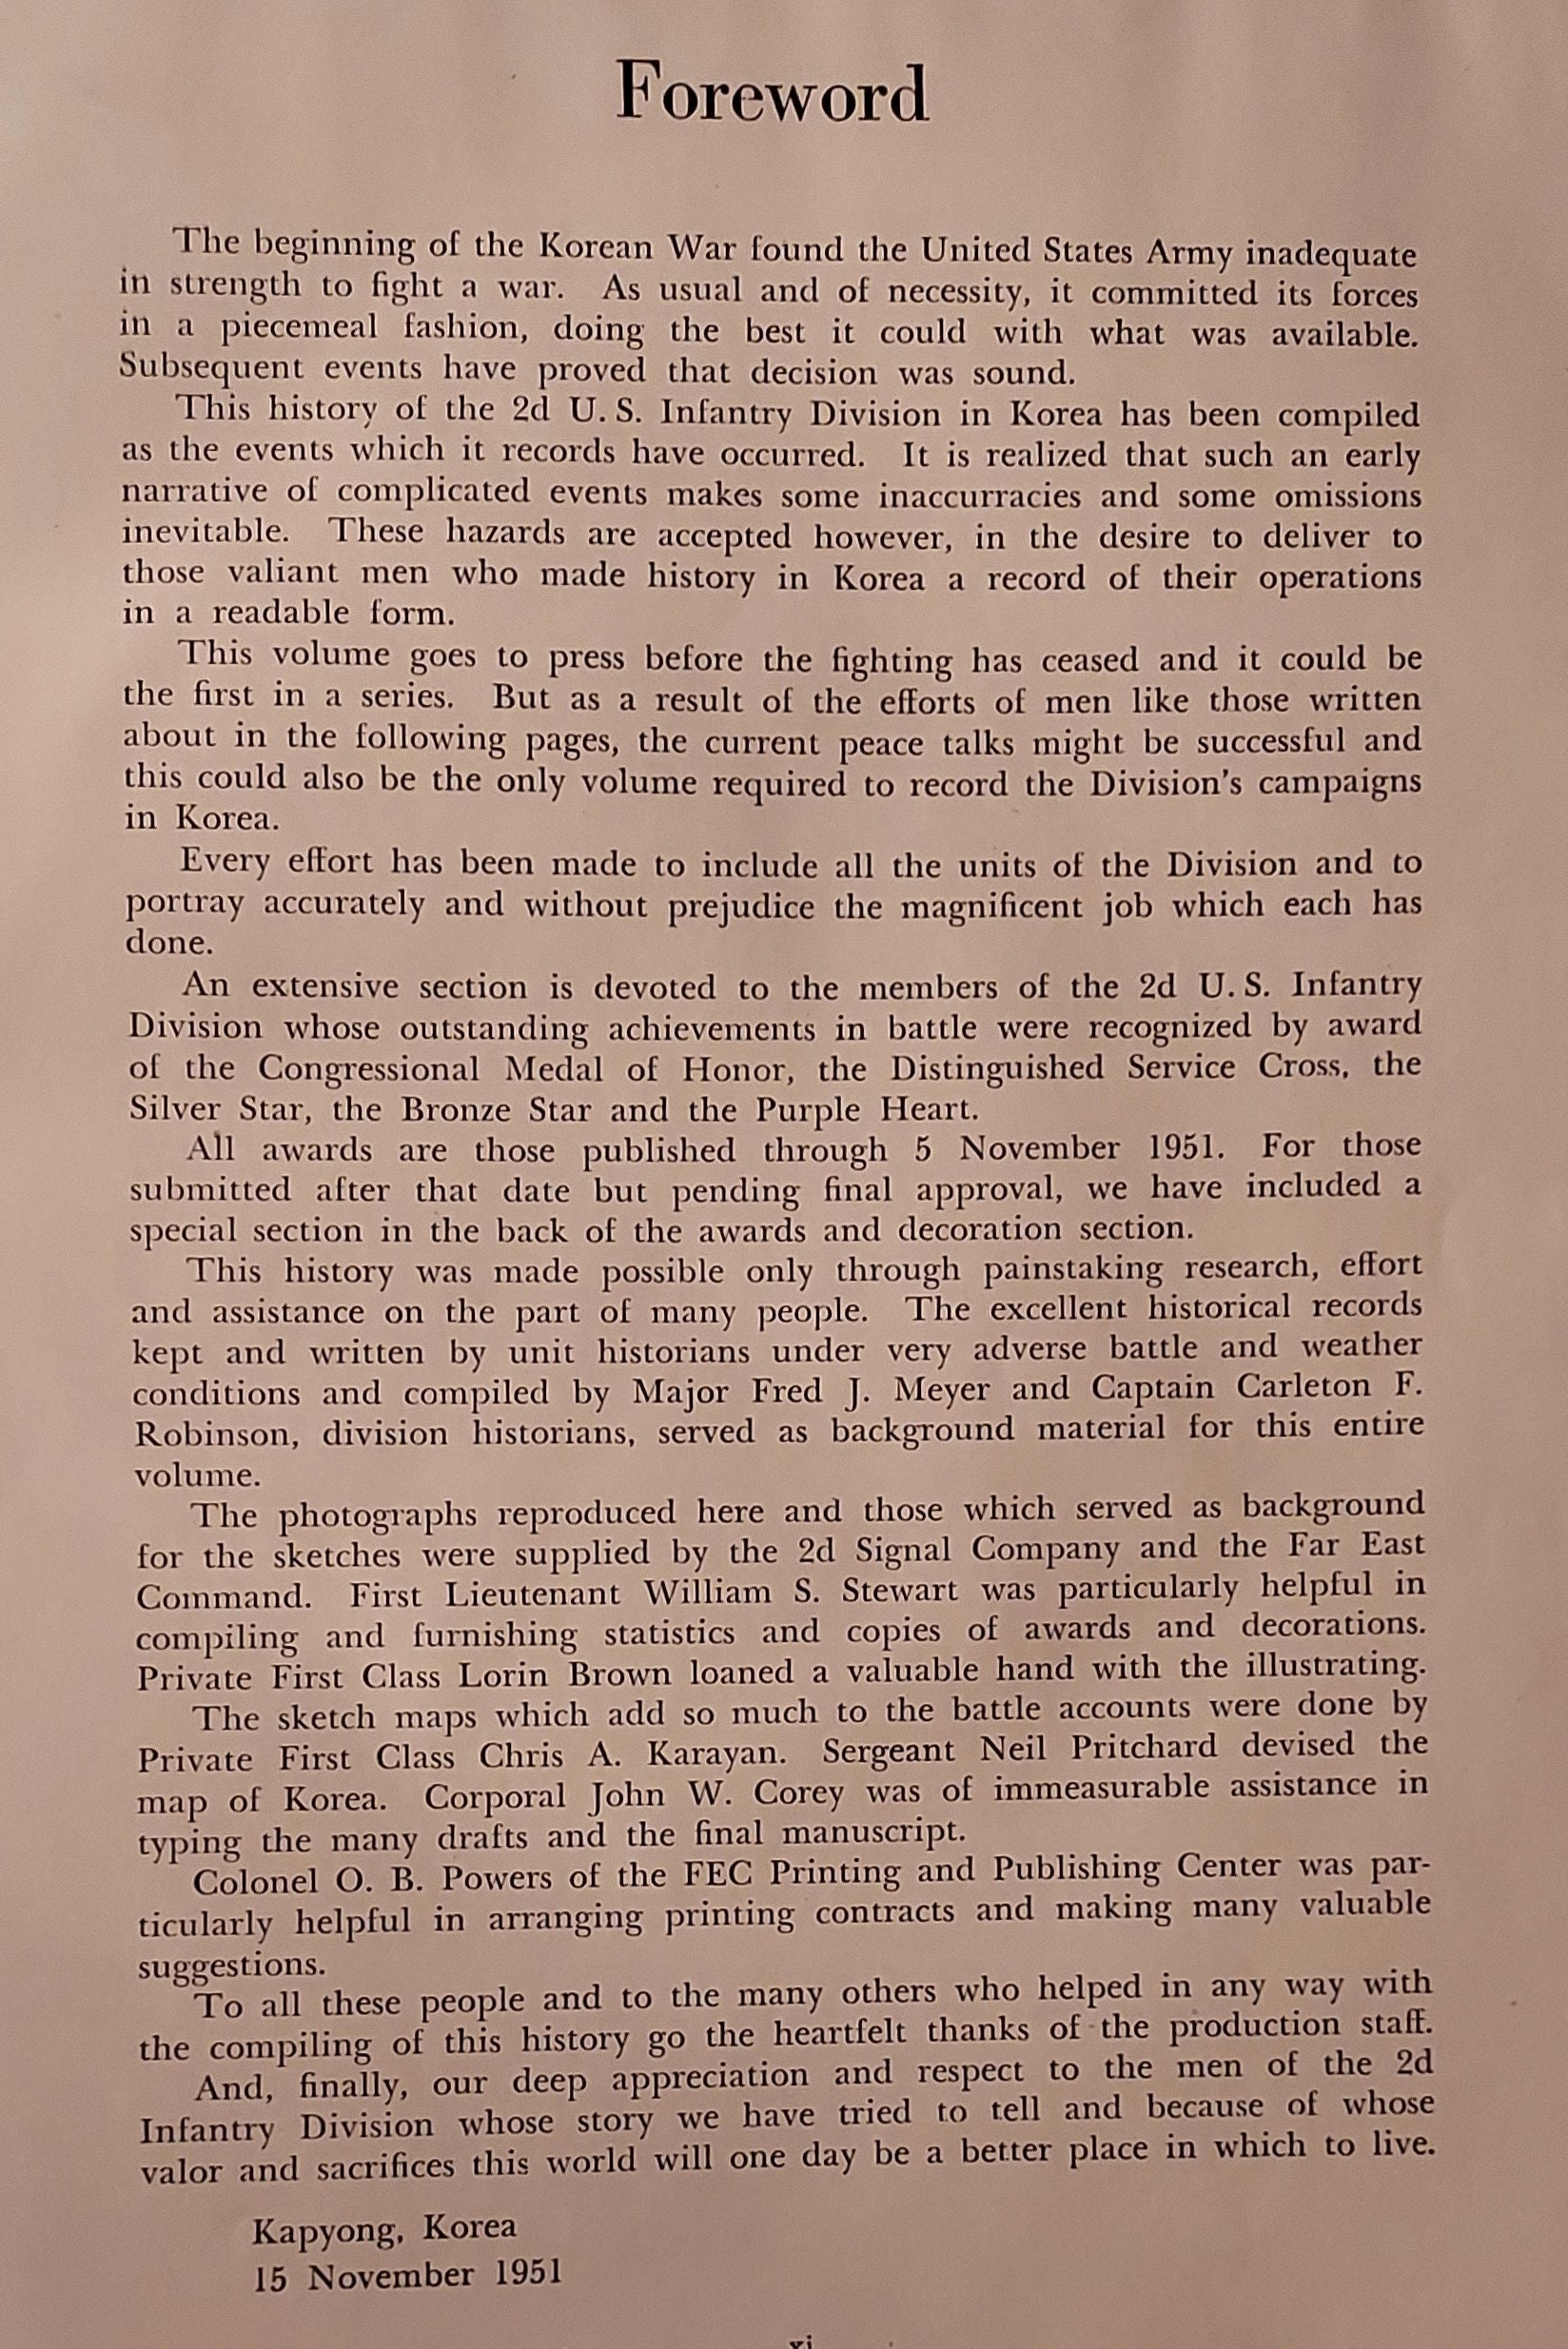 Foreword
The beginning of the Korean War found the United States Army inadequate
in strength to fight a war. As usual and of necessity, it committed its forces
in a piecemeal fashion, doing the best it could with what was available.
Subsequent events have proved that decision was sound.
This history of the 2d U. S. Infantry Division in Korea has been compiled
as the events which it records have occurred. It is realized that such an early
narrative of complicated events makes some inaccurracies and some omissions
inevitable. These hazards are accepted however, in the desire to deliver to
those valiant men who made history in Korea a record of their operations
in a readable form.
This volume goes to press before the fighting has ceased and it could be
the first in a series. But as a result of the efforts of men like those written
about in the following pages, the current peace talks might be successful and
this could also be the only volume required to record the Division's campaigns
in Korea.
Every effort has been made to include all the units of the Division and to
portray accurately and without prejudice the magnificent job which each has
done.
An extensive section is devoted to the members of the 2d U. S. Infantry
Division whose outstanding achievements in battle were recognized by award
of the Congressional Medal of Honor, the Distinguished Service Cross, the
Silver Star, the Bronze Star and the Purple Heart.
All awards are those published through 5 November 1951. For those
submitted after that date but pending final approval, we have included a
special section in the back of the awards and decoration section.
This history was made possible only through painstaking research, effort
and assistance on the part of many people. The excellent historical records
kept and written by unit historians under very adverse battle and weather
conditions and compiled by Major Fred J. Meyer and Captain Carleton F.
Robinson, division historians, served as background material for this entire
volume.
The photographs reproduced here and those which served as background
for the sketches were supplied by the 2d Signal Company and the Far East
Command. First Lieutenant William S. Stewart was particularly helpful in
compiling and furnishing statistics and copies of awards and decorations.
Private First Class Lorin Brown loaned a valuable hand with the illustrating.
The sketch maps which add so much to the battle accounts were done by
Private First Class Chris A. Karayan. Sergeant Neil Pritchard devised the
map of Korea. Corporal John W. Corey was of immeasurable assistance in
typing the many drafts and the final manuscript.
Colonel O. B. Powers of the FEC Printing and Publishing Center was par-
ticularly helpful in arranging printing contracts and making many valuable
suggestions.
To all these people and to the many others who helped in any way with
the compiling of this history go the heartfelt thanks of the production staff.
And, finally, our deep appreciation and respect to the men of the 2d
Infantry Division whose story we have tried to tell and because of whose
valor and sacrifices this world will one day be a better place in which to live.
Kapyong, Korea
15 November 1951
xi